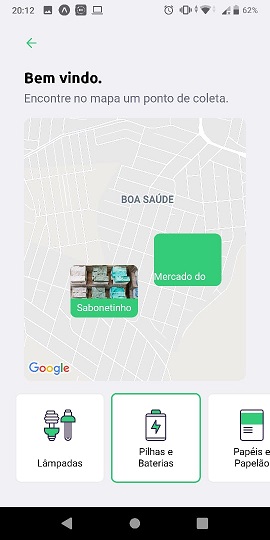 20:12
62%
Bem vindo.
Encontre no mapa um ponto de coleta.
BOA SAÚDE
Mercado do
Sabonetinho
Google
Lâmpadas
Pilhas e
Baterias
Papéis e
Papelão